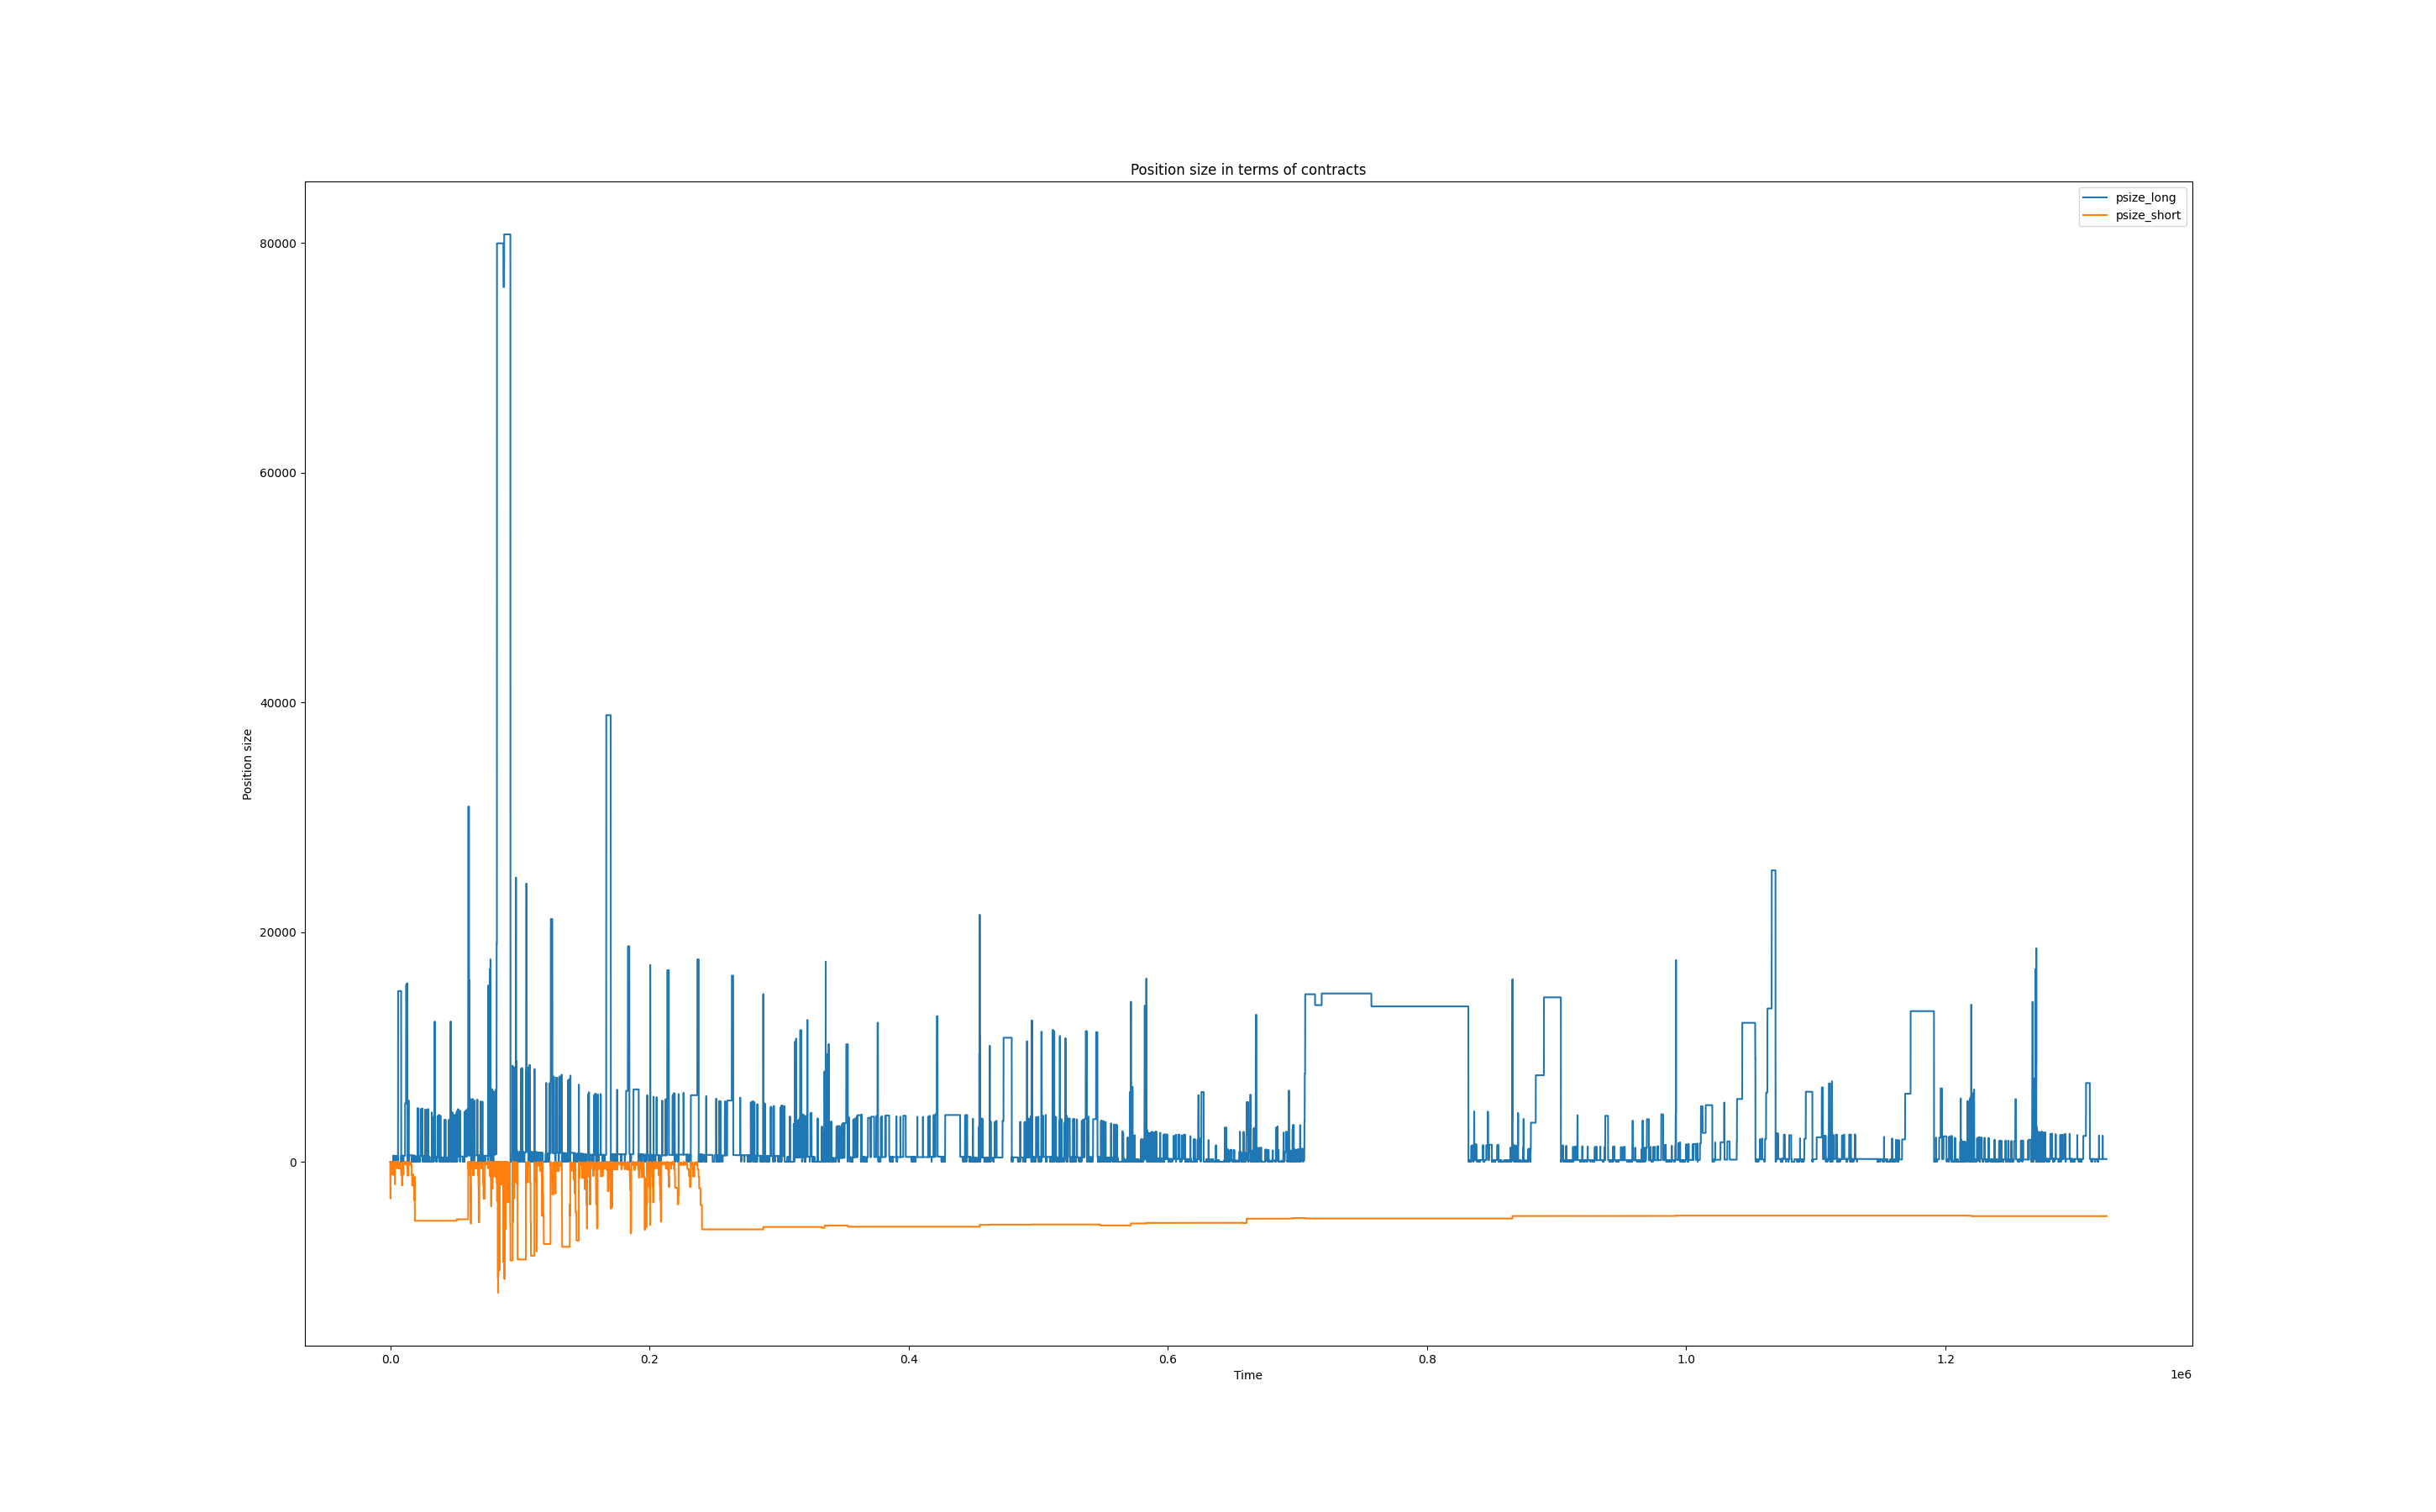 Position size in terms of contracts
psize_long
psize_short
80000
60000
40000
20000
0
Position size
0.0
0.2
0.4
0.6
0.8
1.0
1.2
Time
1e6